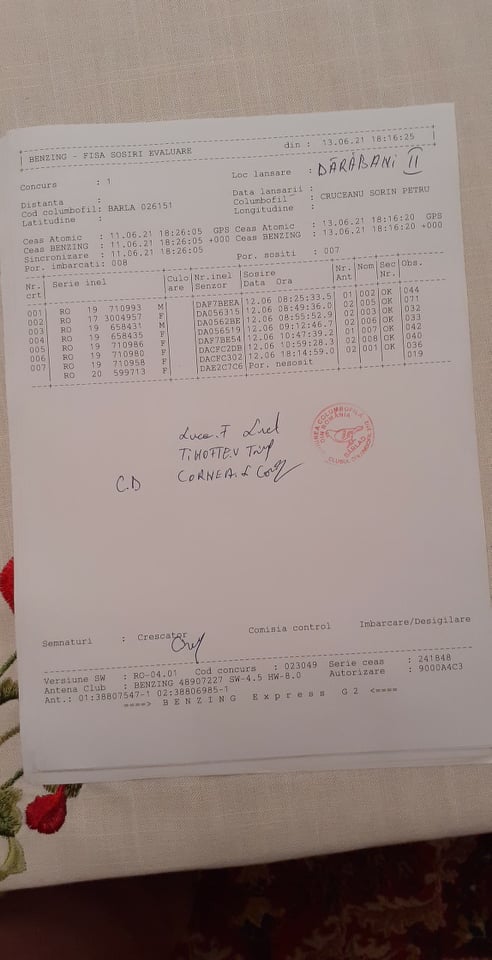 BENZING - FISA SOSIRI EVALUARE din : 13.06.21 18:16:25
Concurs : 1 Loc lansare : DĂRĂBANI II
Distanta : Data lansarii :
Cod columbofil: BARLA 026151 Columbofil : CRUCEANU SORIN PETRU
Latitudine : Longitudine :
Ceas Atomic : 11.06.21 18:26:05 GPS Ceas Atomic : 13.06.21 18:16:20 GPS
Ceas BENZING : 11.06.21 18:26:05 +000 Ceas BENZING : 13.06.21 18:16:20 +000
Sincronizare : 11.06.21 18:26:05
Por. imbarcati: 008 Por. sositi : 007
Nr. Serie inel Culo Nr.inel Sosire Nr. Nom Sec Obs.
crt are Senzor Data Ora Ant Nr.
001 RO 19 710993 M DAF7BEEA 12.06 08:25:33.5 01 002 OK 044
002 RO 17 3004957 F DA056315 12.06 08:49:36.0 02 005 OK 071
003 RO 19 658431 M DA0562BE 12.06 08:55:52.9 02 003 OK 032
004 RO 19 658435 F DA056519 12.06 09:12:46.7 02 006 OK 033
005 RO 19 710986 F DAF7BE54 12.06 10:47:39.2 01 007 OK 042
006 RO 19 710980 F DACFC2DB 12.06 10:59:28.3 02 008 OK 040
007 RO 19 710958 F DACFC302 12.06 18:14:59.0 02 001 OK 036
RO 20 599713 F DAE2C7C6 Por. nesosit 019
Luca. F
TIMOFTE.V
C.D CORNEA.
DIN ROMÂNIA
BARLAD
Semnaturi : Crescator Comisia control Imbarcare/Desigilare
Versiune SW : RO-04.01 Cod concurs : 023049 Serie ceas : 241848
Antena Club : BENZING 48907227 SW-4.5 HW-8.0 Autorizare : 9000A4C3
Ant.: 01:38807547-1 02:38806985-1
====> B E N Z I N G E x p r e s s G 2 <====